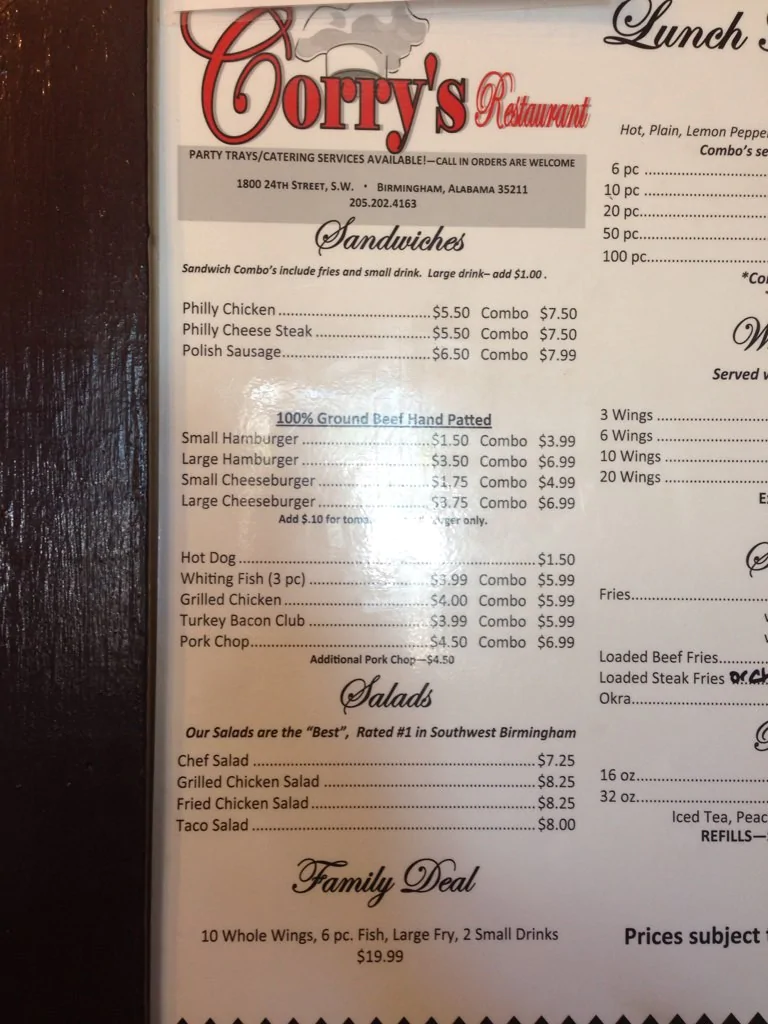 Corry's Restaurant
PARTY TRAYS/CATERING SERVICES AVAILABLE!—CALL IN ORDERS ARE WELCOME
1800 24TH STREET, S.W. • BIRMINGHAM, ALABAMA 35211
205.202.4163
Sandwiches
Sandwich Combo's include fries and small drink. Large drink– add $1.00 .
Philly Chicken ................ $5.50 Combo $7.50
Philly Cheese Steak ................ $5.50 Combo $7.50
Polish Sausage................ $6.50 Combo $7.99
100% Ground Beef Hand Patted
Small Hamburger ................ $1.50 Combo $3.99
Large Hamburger ................ $3.50 Combo $6.99
Small Cheeseburger ................ $1.75 Combo $4.99
Large Cheeseburger ................ $3.75 Combo $6.99
Add $.10 for only.
Hot Dog ................ $1.50
Whiting Fish (3 pc) ................ $3.99 Combo $5.99
Grilled Chicken ................ $4.00 Combo $5.99
Turkey Bacon Club ................ $3.99 Combo $5.99
Pork Chop................ $4.50 Combo $6.99
Additional Pork Chop—$4.50
Salads
Our Salads are the "Best", Rated #1 in Southwest Birmingham
Chef Salad ................ $7.25
Grilled Chicken Salad ................ $8.25
Fried Chicken Salad ................ $8.25
Taco Salad ................ $8.00
Family Deal
10 Whole Wings, 6 pc. Fish, Large Fry, 2 Small Drinks
$19.99
Lunch
Hot, Plain, Lemon Pepper
Combo's
6 pc ................
10 pc ................
20 pc................
50 pc................
100 pc................
Served
3 Wings ................
6 Wings ................
10 Wings ................
20 Wings ................
Fries................
Loaded Beef Fries................
Loaded Steak Fries or
Okra................
16 oz................
32 oz................
Iced Tea,
REFILLS—
Prices subject